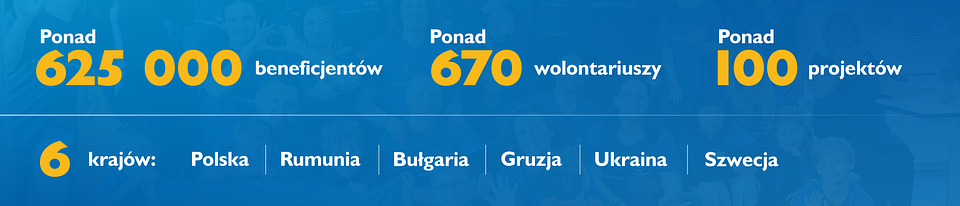 Ponad Ponad Ponad
625 000 beneficjentów 670 wolontariuszy 100 projektów
6 krajów: Polska Rumunia Bułgaria Gruzja Ukraina Szwecja